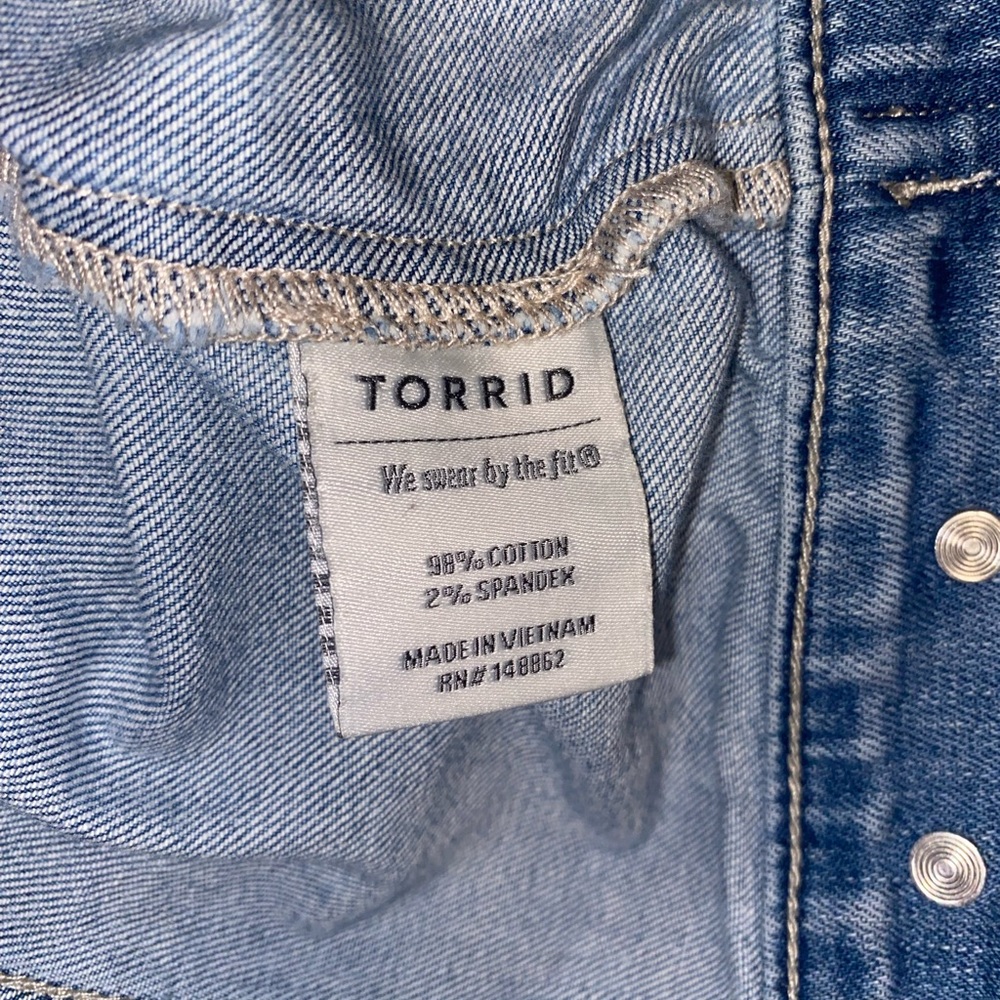 TORRID
We swear by the fit®
98% COTTON
2% SPANDEX
MADE IN VIETNAM
RN# 148862